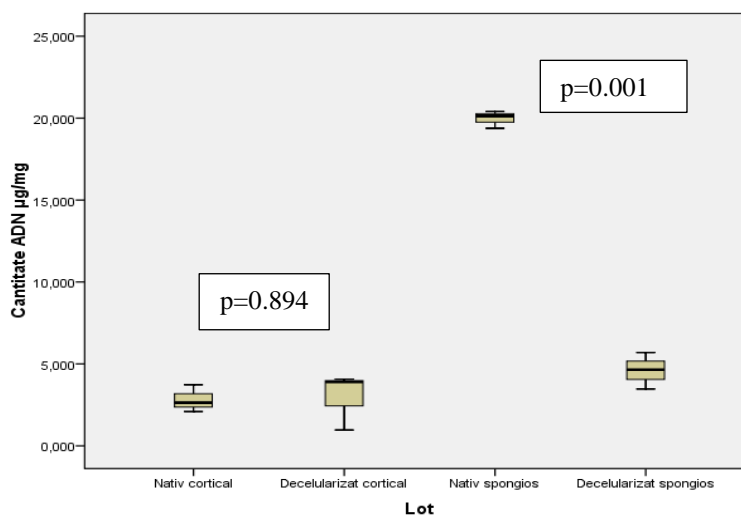 25,000
p=0.001
20,000
15,000
10,000
p=0.894
5,000
0,000
Cantitate ADN µg/mg
Nativ cortical
Decelularizat cortical
Nativ spongios
Decelularizat spongios
Lot